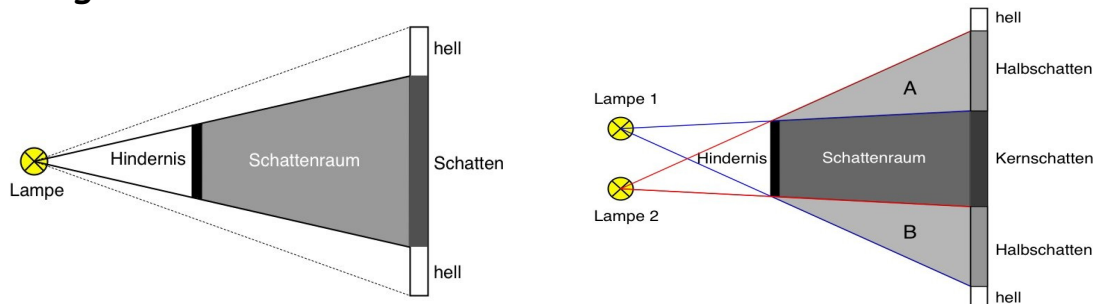 hell
Hindernis
Schattenraum
Schatten
Lampe
hell
hell
Halbschatten
A
Lampe 1
Hindernis
Schattenraum
Kernschatten
Lampe 2
B
Halbschatten
hell